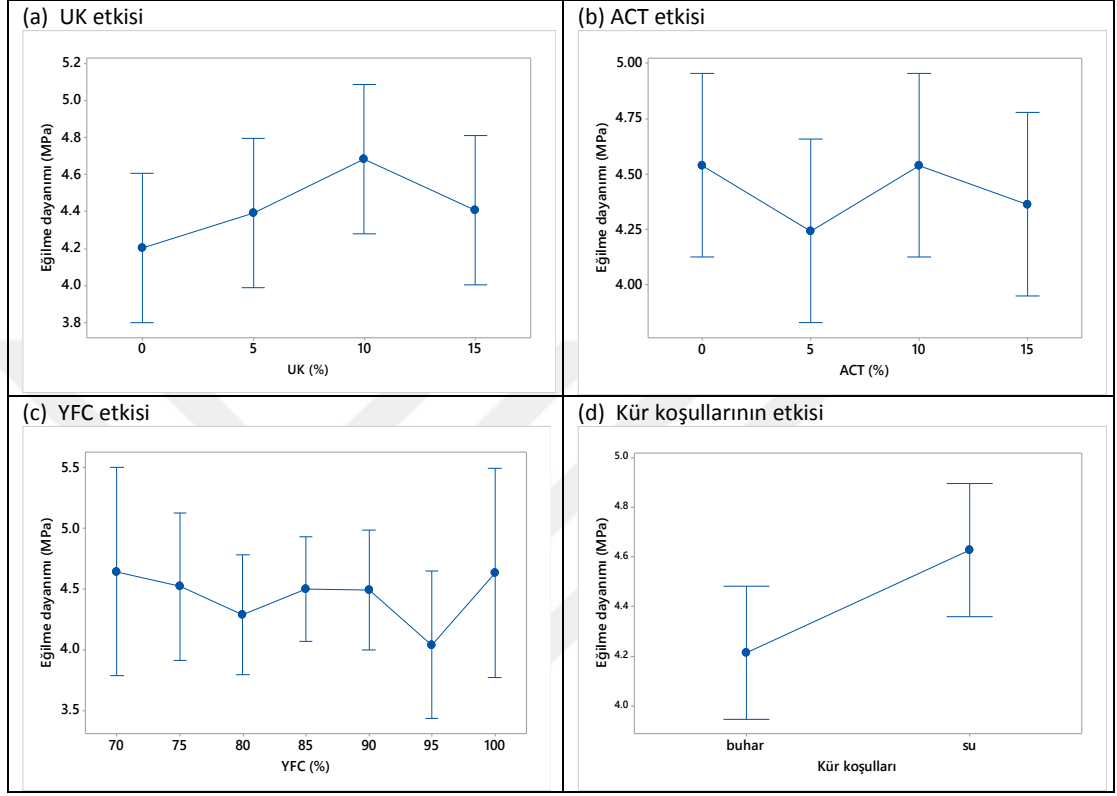 (a) UK etkisi
Eğilme dayanımı (MPa)
5.2
5.0
4.8
4.6
4.4
4.2
4.0
3.8
0 5 10 15
UK (%)
(b) ACT etkisi
Eğilme dayanımı (MPa)
5.00
4.75
4.50
4.25
4.00
0 5 10 15
ACT (%)
(c) YFC etkisi
Eğilme dayanımı (MPa)
5.5
5.0
4.5
4.0
3.5
70 75 80 85 90 95 100
YFC (%)
(d) Kür koşullarının etkisi
Eğilme dayanımı (MPa)
5.0
4.8
4.6
4.4
4.2
4.0
buhar su
Kür koşulları